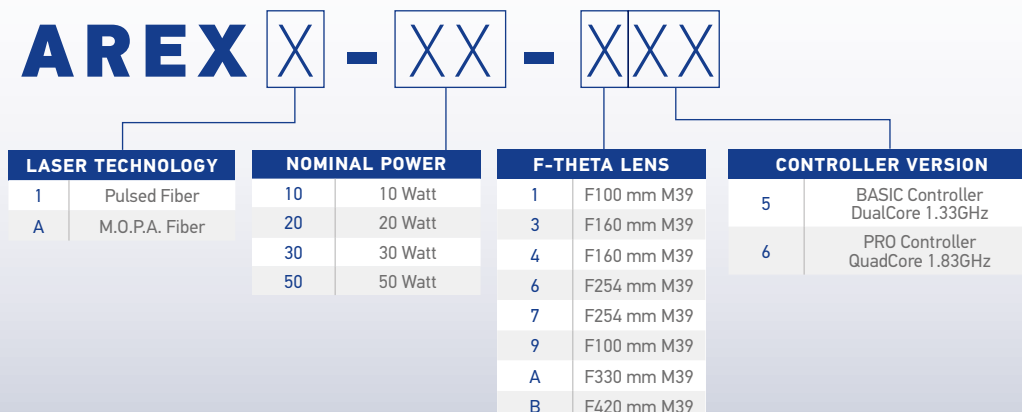 AREX X - XX - XXX
LASER TECHNOLOGY
1 Pulsed Fiber
A M.O.P.A. Fiber
NOMINAL POWER
10 10 Watt
20 20 Watt
30 30 Watt
50 50 Watt
F-THETA LENS
1 F100 mm M39
3 F160 mm M39
4 F160 mm M39
6 F254 mm M39
7 F254 mm M39
9 F100 mm M39
A F330 mm M39
B F420 mm M39
CONTROLLER VERSION
5 BASIC Controller
DualCore 1.33GHz
6 PRO Controller
QuadCore 1.83GHz